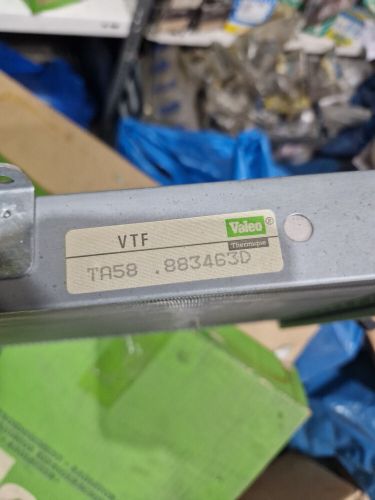 VTF
Valeo®
Thermique
TA58 .883463D